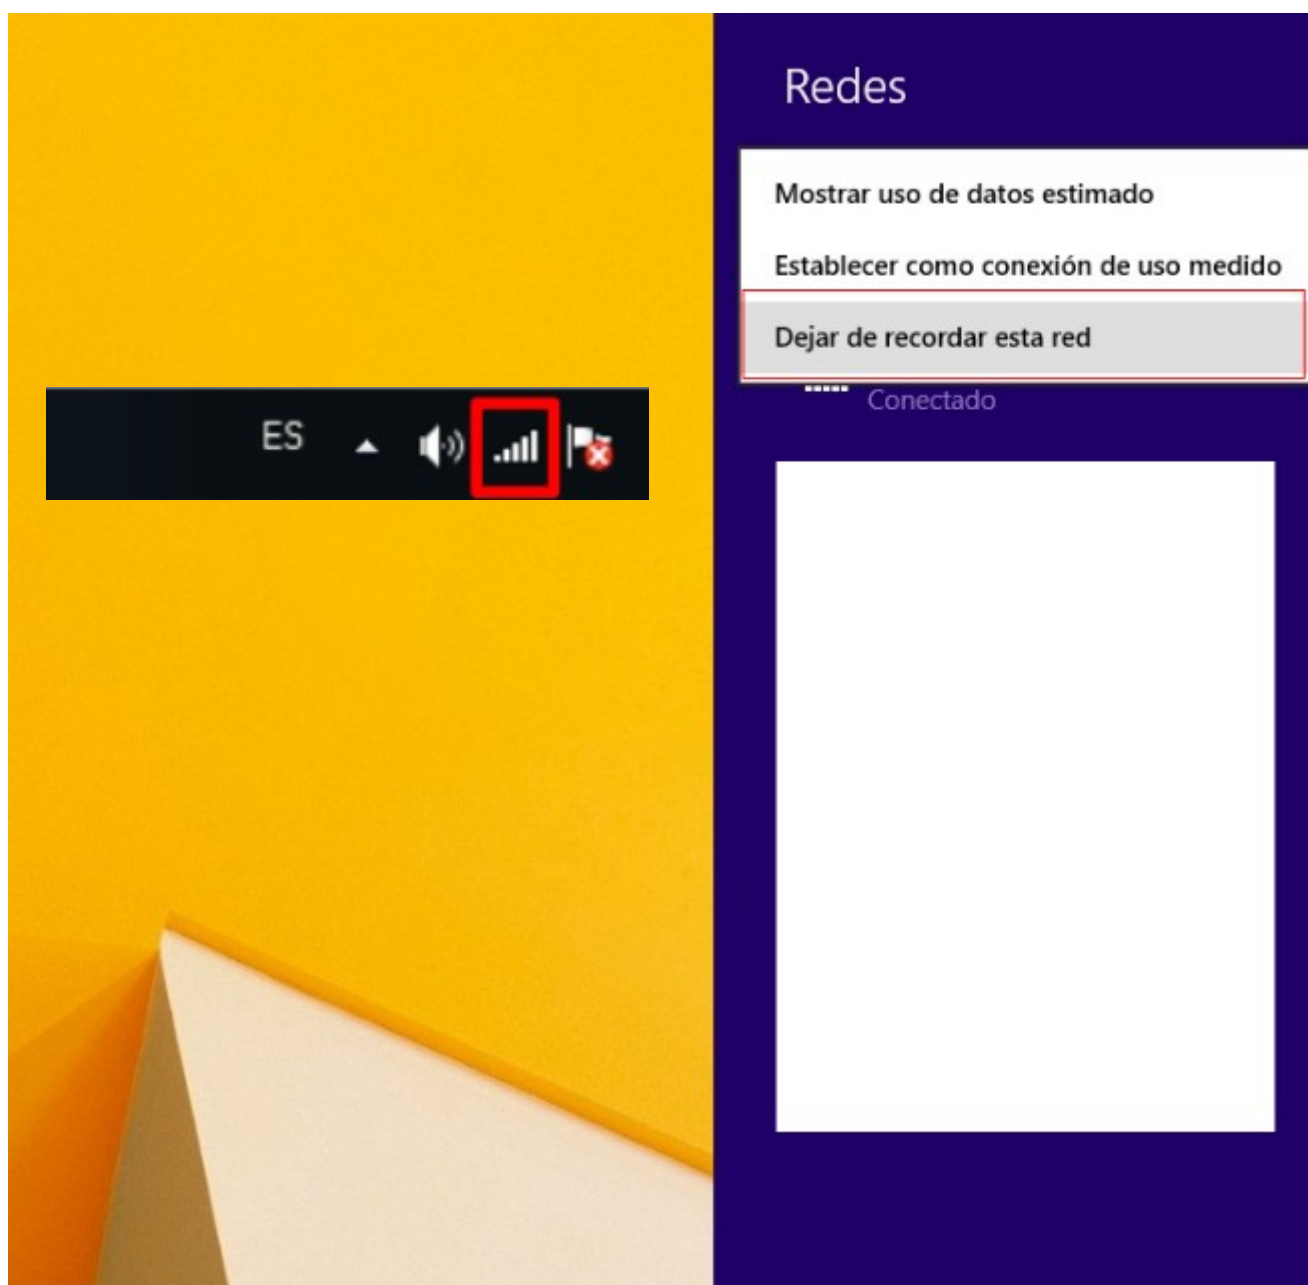 Redes
Mostrar uso de datos estimado
Establecer como conexión de uso medido
Dejar de recordar esta red
Conectado
ES